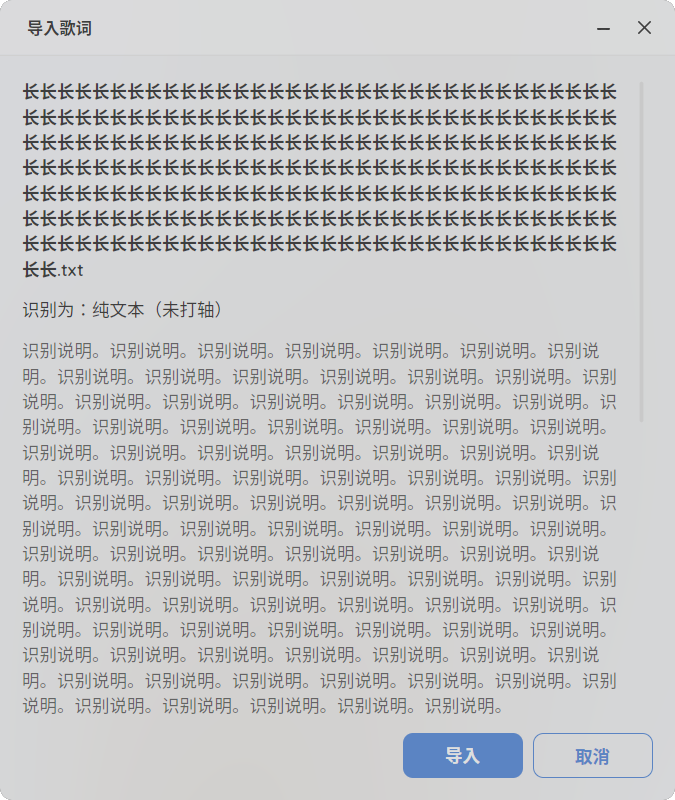 导入歌词
长长长长长长长长长长长长长长长长长长长长长长长长长长长长长长长长长长
长长长长长长长长长长长长长长长长长长长长长长长长长长长长长长长长长长
长长长长长长长长长长长长长长长长长长长长长长长长长长长长长长长长长长
长长长长长长长长长长长长长长长长长长长长长长长长长长长长长长长长长长
长长长长长长长长长长长长长长长长长长长长长长长长长长长长长长长长长长
长长长长长长长长长长长长长长长长长长长长长长长长长长长长长长长长长长
长长长长长长长长长长长长长长长长长长长长长长长长长长长长长长长长长长
长长.txt
识别为：纯文本（未打轴）
识别说明。识别说明。识别说明。识别说明。识别说明。识别说明。识别说
明。识别说明。识别说明。识别说明。识别说明。识别说明。识别说明。识别
说明。识别说明。识别说明。识别说明。识别说明。识别说明。识别说明。识
别说明。识别说明。识别说明。识别说明。识别说明。识别说明。识别说明。
识别说明。识别说明。识别说明。识别说明。识别说明。识别说明。识别说
明。识别说明。识别说明。识别说明。识别说明。识别说明。识别说明。识别
说明。识别说明。识别说明。识别说明。识别说明。识别说明。识别说明。识
别说明。识别说明。识别说明。识别说明。识别说明。识别说明。识别说明。
识别说明。识别说明。识别说明。识别说明。识别说明。识别说明。识别说
明。识别说明。识别说明。识别说明。识别说明。识别说明。识别说明。识别
说明。识别说明。识别说明。识别说明。识别说明。识别说明。识别说明。识
别说明。识别说明。识别说明。识别说明。识别说明。识别说明。识别说明。
识别说明。识别说明。识别说明。识别说明。识别说明。识别说明。识别说
明。识别说明。识别说明。识别说明。识别说明。识别说明。识别说明。识别
说明。识别说明。识别说明。识别说明。识别说明。识别说明。
导入
取消